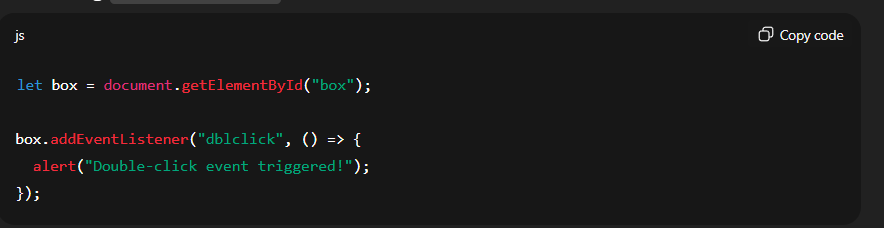 js
Copy code
let box = document.getElementById("box");
box.addEventListener("dblclick", () => {
  alert("Double-click event triggered!");
});